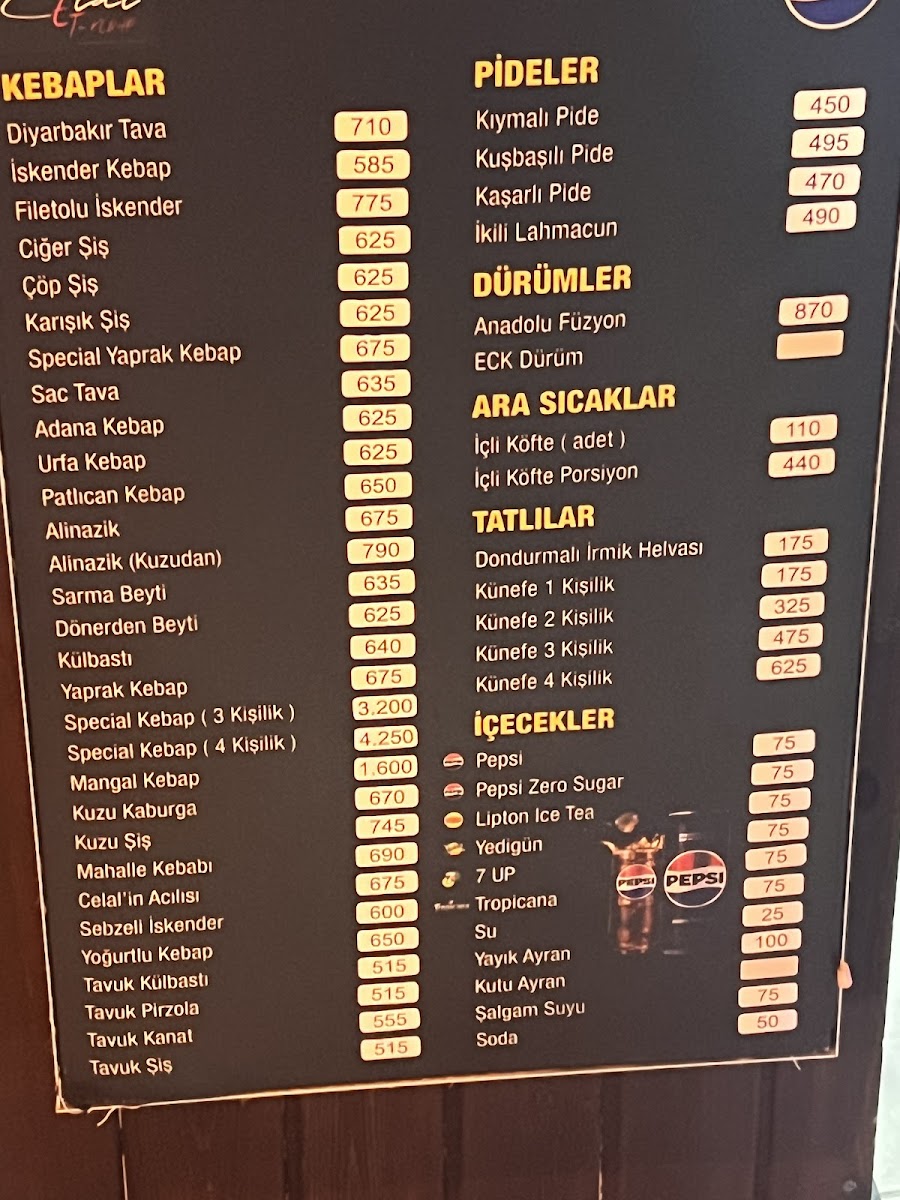 KEBAPLAR
Diyarbakır Tava 710
İskender Kebap 585
Filetolu İskender 775
Ciğer Şiş 625
Çöp Şiş 625
Karışık Şiş 625
Special Yaprak Kebap 675
Sac Tava 635
Adana Kebap 625
Urfa Kebap 625
Patlıcan Kebap 650
Alinazik 675
Alinazik (Kuzudan) 790
Sarma Beyti 635
Dönerden Beyti 625
Külbastı 640
Yaprak Kebap 675
Special Kebap ( 3 Kişilik ) 3.200
Special Kebap ( 4 Kişilik ) 4.250
Mangal Kebap 1.600
Kuzu Kaburga 670
Kuzu Şiş 745
Mahalle Kebabı 690
Celal'in Acılısı 675
Sebzeli İskender 600
Yoğurtlu Kebap 650
Tavuk Külbastı 515
Tavuk Pirzola 515
Tavuk Kanat 555
Tavuk Şiş 515
PİDELER
Kıymalı Pide 450
Kuşbaşılı Pide 495
Kaşarlı Pide 470
İkili Lahmacun 490
DÜRÜMLER
Anadolu Füzyon 870
ECK Dürüm
ARA SICAKLAR
İçli Köfte ( adet ) 110
İçli Köfte Porsiyon 440
TATLILAR
Dondurmalı İrmik Helvası 175
Künefe 1 Kişilik 175
Künefe 2 Kişilik 325
Künefe 3 Kişilik 475
Künefe 4 Kişilik 625
İÇECEKLER
Pepsi 75
Pepsi Zero Sugar 75
Lipton Ice Tea 75
Yedigün 75
7 UP 75
Tropicana 75
Su 25
Yayık Ayran 100
Kutu Ayran
Şalgam Suyu 75
Soda 50
PEPSI
PEPSI